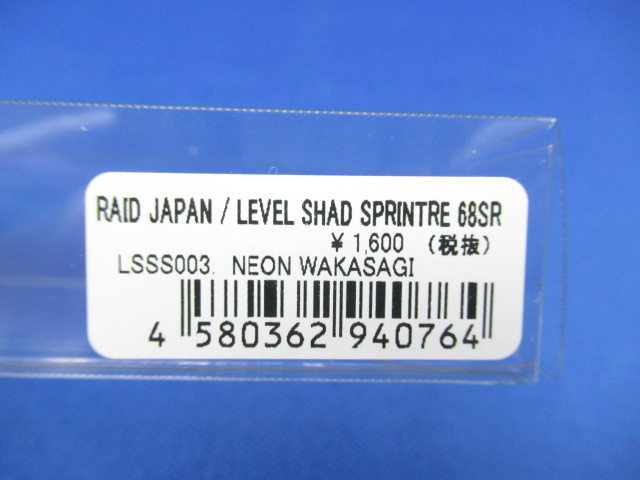 RAID JAPAN / LEVEL SHAD SPRINTRE 68SR
¥ 1,600 (税抜)
LSSS003. NEON WAKASAGI
4 580362 940764